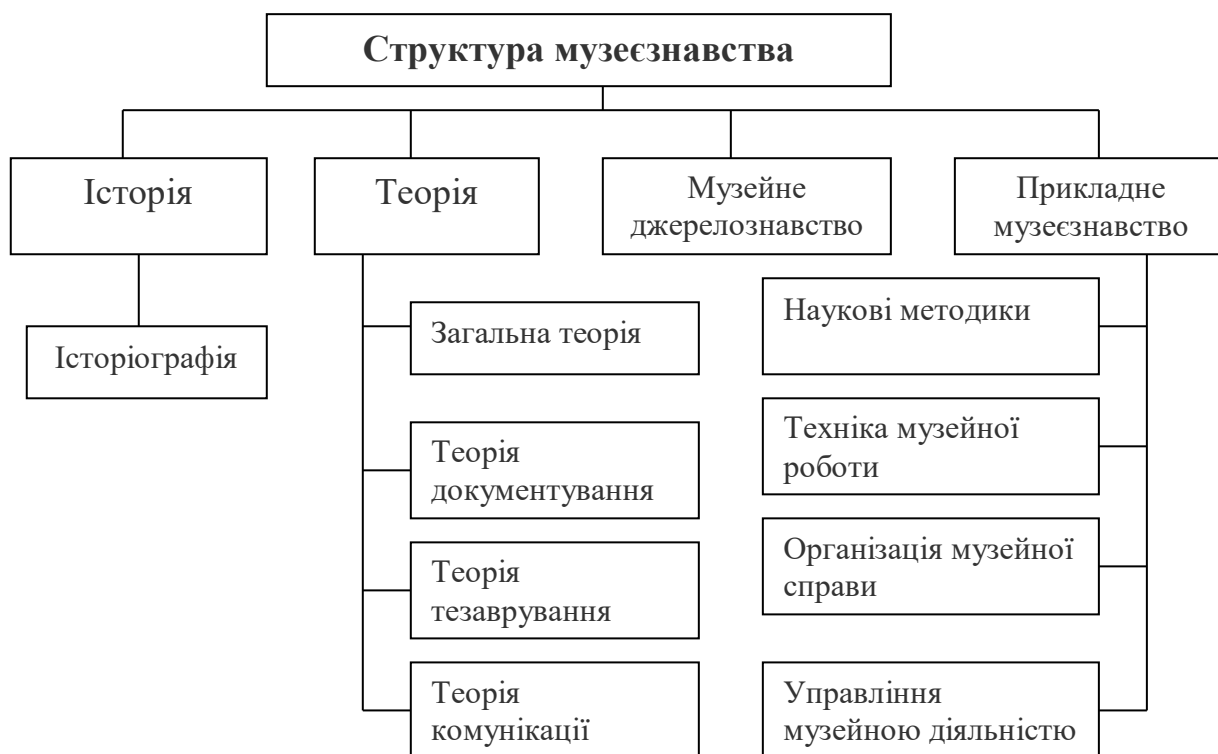 Структура музеєзнавства
Історія
Теорія
Музейне
джерелознавство
Прикладне
музеєзнавство
Історіографія
Загальна теорія
Теорія
документування
Теорія
тезаврування
Теорія
комунікації
Наукові методики
Техніка музейної
роботи
Організація музейної
справи
Управління
музейною діяльністю